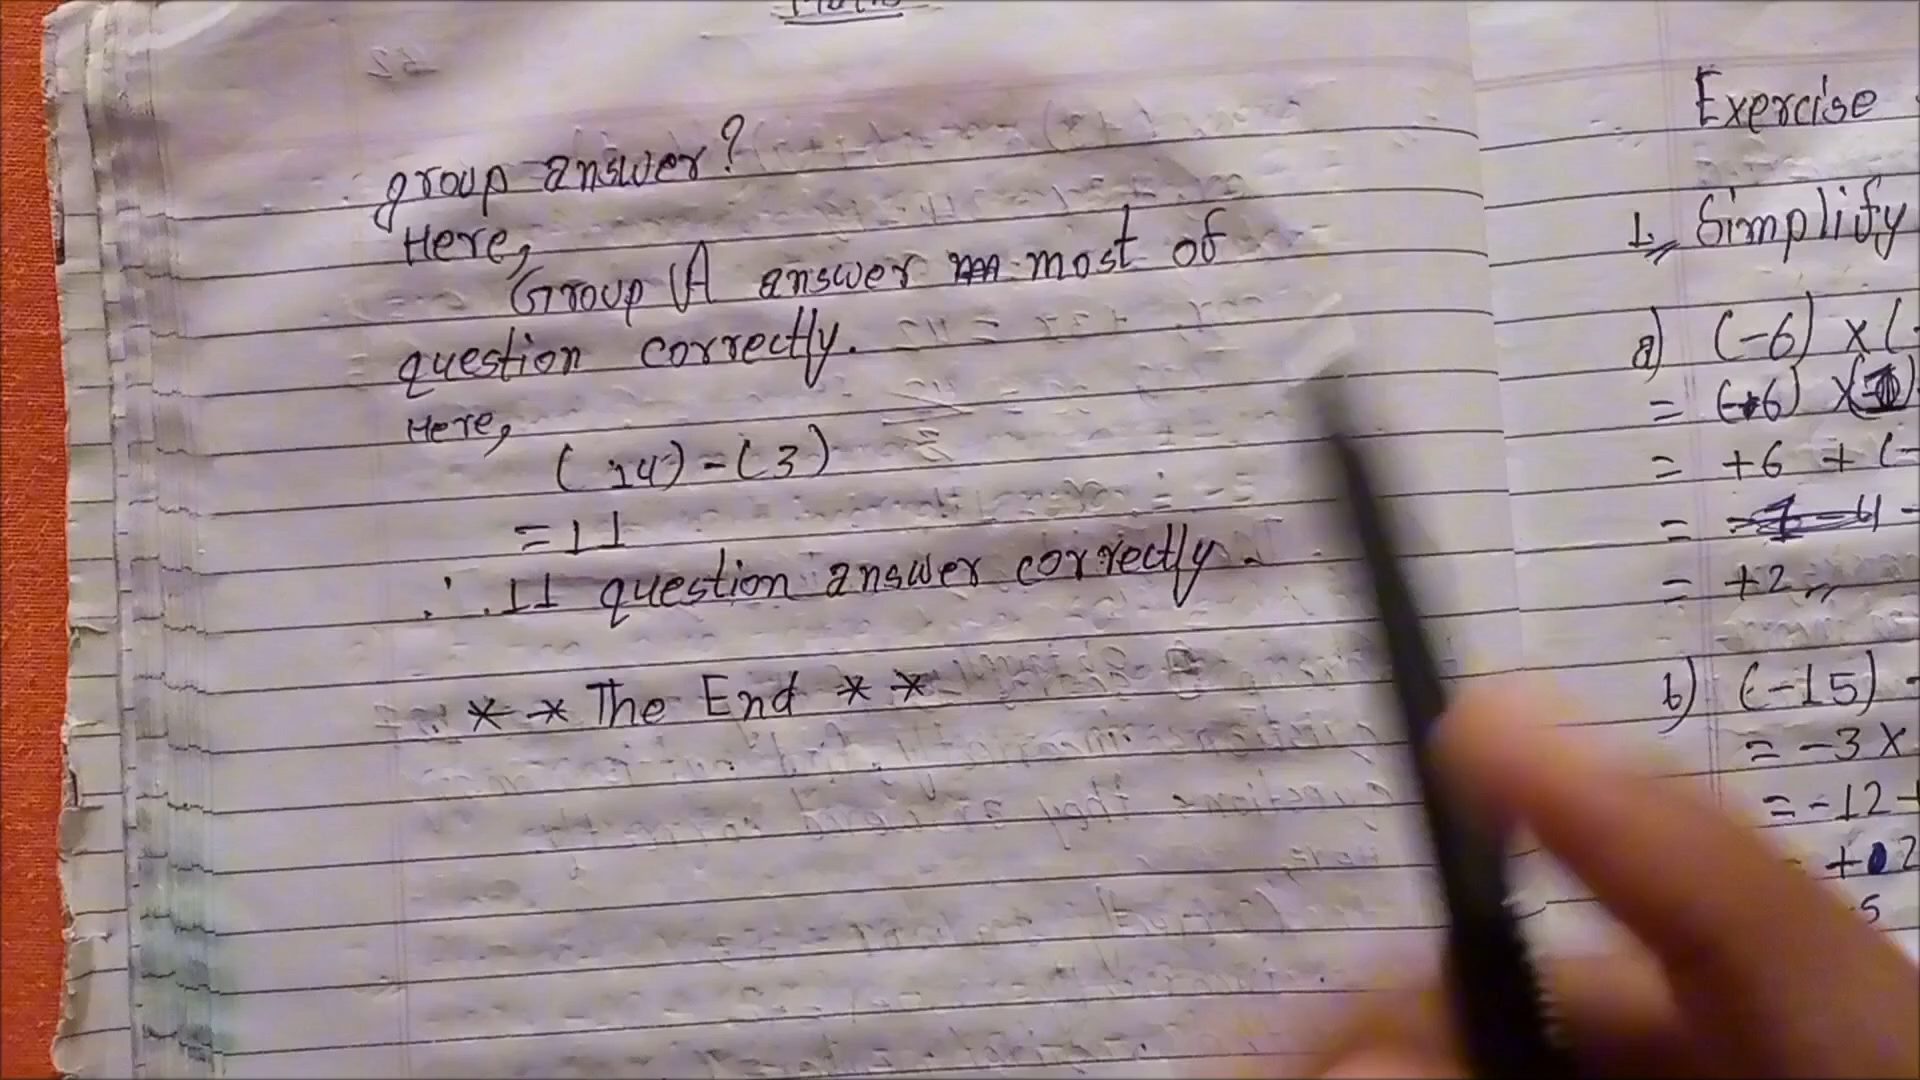 group answer?
Here,
Group A answer most of
question correctly.
Here,
(14)-(3)
= 11
∴ 11 question answer correctly.
** The End **
Exercise
1. Simplify
a) (-6) × (-
= (+6) ×
= +6 + (-
=
= +2
b) (-15) -
= -3 ×
= -12 +